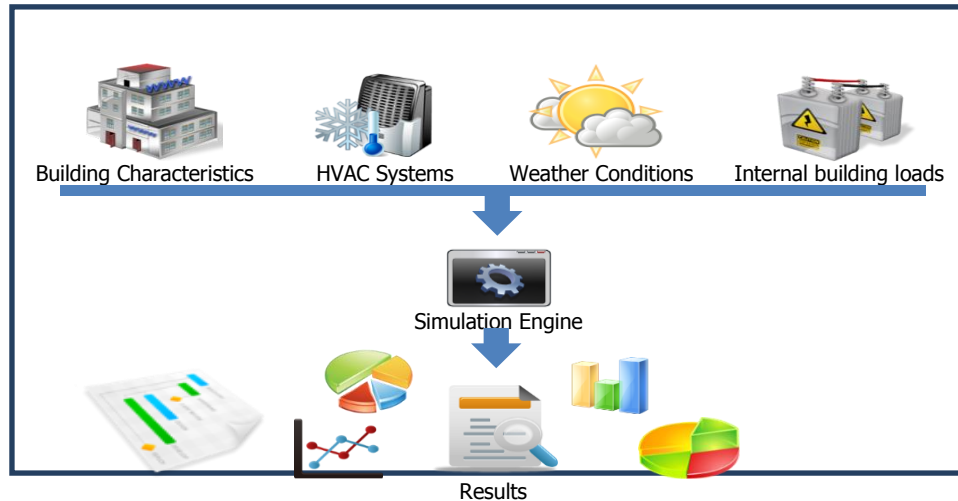 Building Characteristics
HVAC Systems
Weather Conditions
Internal building loads
Simulation Engine
Results